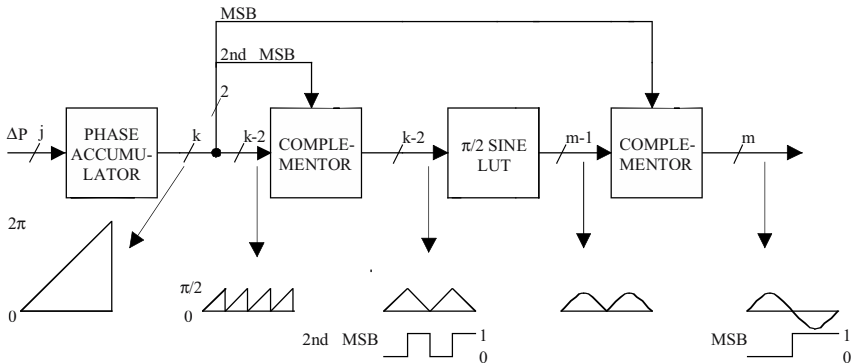 MSB
2nd MSB
2
ΔP
j
PHASE
ACCUMU-
LATOR
k
k-2
COMPLE-
MENTOR
k-2
π/2 SINE
LUT
m-1
COMPLE-
MENTOR
m
2π
0
π/2
0
2nd MSB
1
0
MSB
1
0